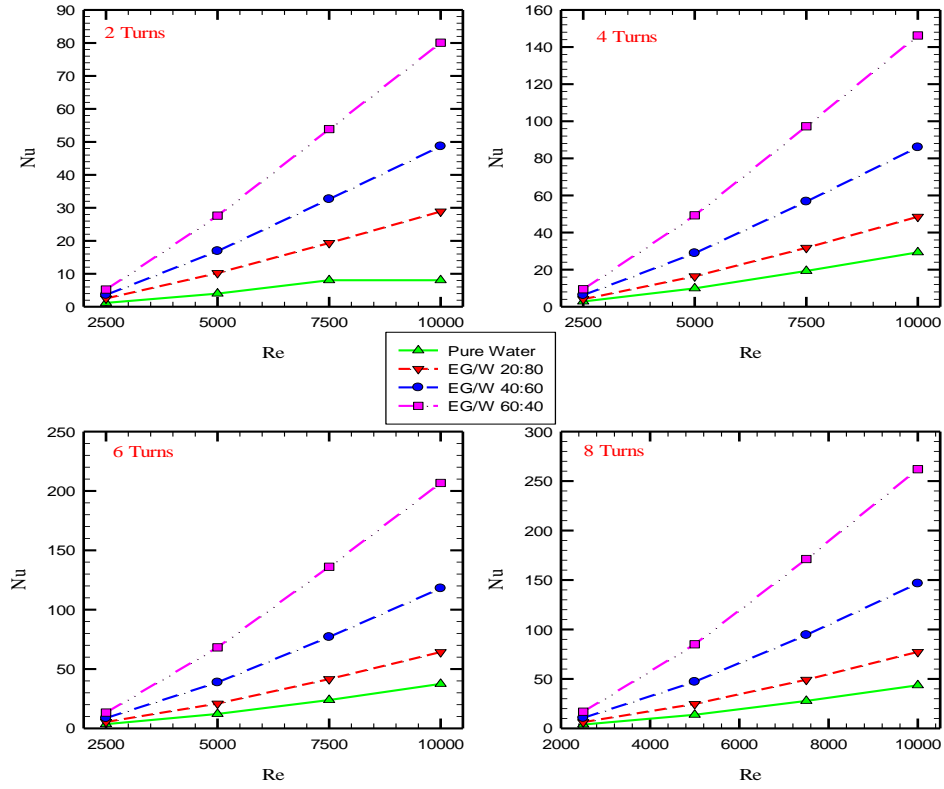 2 Turns
90
80
70
60
50
40
30
20
10
0
Nu
2500 5000 7500 10000
Re
4 Turns
160
140
120
100
80
60
40
20
0
Nu
2500 5000 7500 10000
Re
Pure Water
EG/W 20:80
EG/W 40:60
EG/W 60:40
6 Turns
250
200
150
100
50
0
Nu
2500 5000 7500 10000
Re
8 Turns
300
250
200
150
100
50
0
Nu
2000 4000 6000 8000 10000
Re